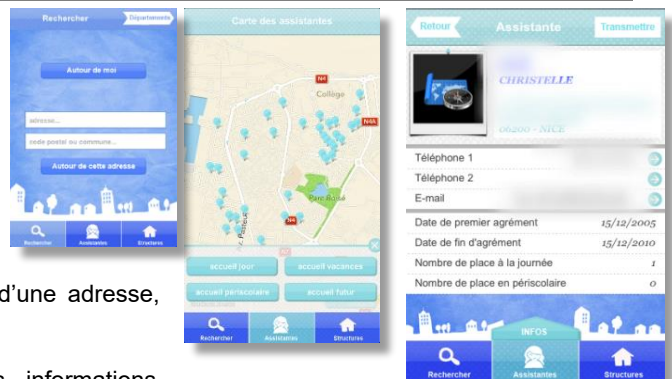 Rechercher
Départements
Autour de moi
adresse...
code postal ou commune...
Autour de cette adresse
Rechercher
Assistantes
Structures
Carte des assistantes
N4
Collège
N4A
Parc Boisé
N4
accueil jour
accueil vacances
accueil périscolaire
accueil futur
Rechercher
Assistantes
Structures
Retour
Assistante
Transmettre
CHRISTELLE
06200 - NICE
Téléphone 1
Téléphone 2
E-mail
Date de premier agrément 15/12/2005
Date de fin d'agrément 15/12/2010
Nombre de place à la journée 1
Nombre de place en périscolaire 0
INFOS
Rechercher
Assistantes
Structures
d'une adresse,
informations